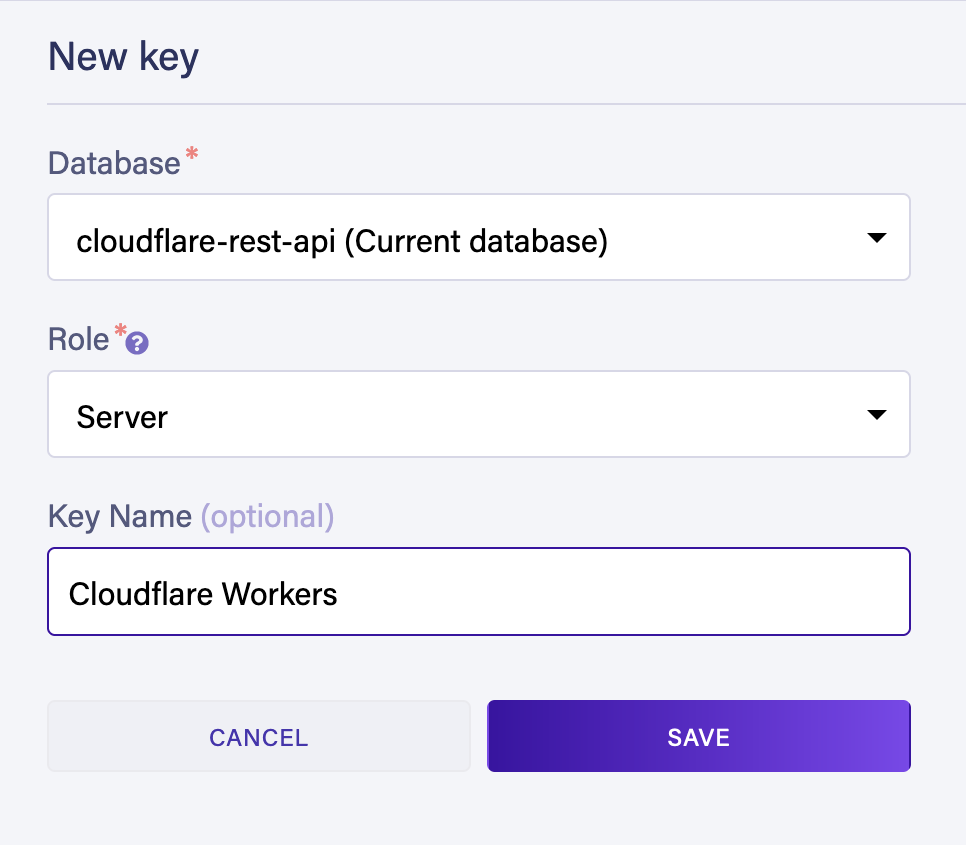 New key
Database*
cloudflare-rest-api (Current database)
Role*?
Server
Key Name (optional)
Cloudflare Workers
CANCEL
SAVE